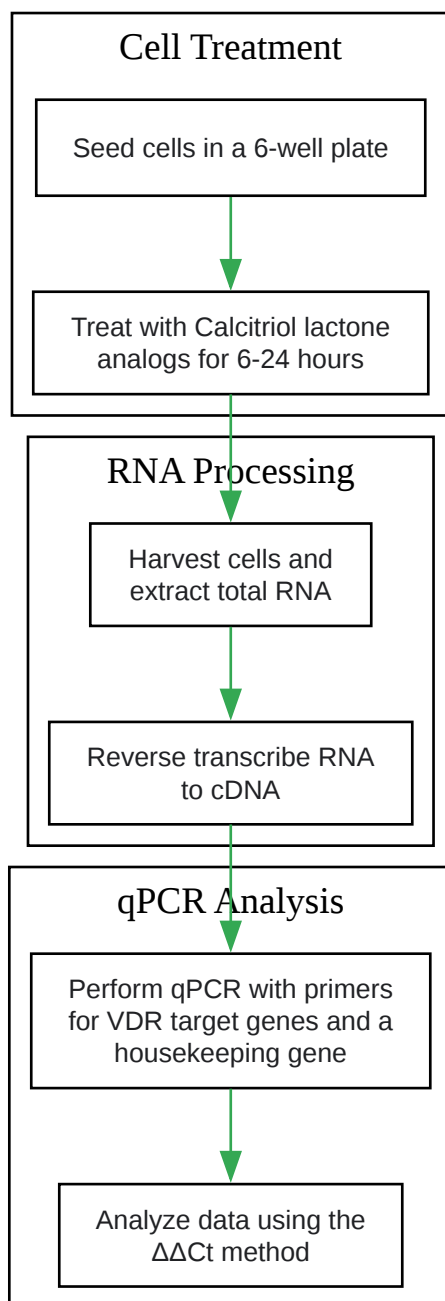 Cell Treatment
Seed cells in a 6-well plate
Treat with Calcitriol lactone
analogs for 6-24 hours
RNA Processing
Harvest cells and
extract total RNA
Reverse transcribe RNA
to cDNA
qPCR Analysis
Perform qPCR with primers
for VDR target genes and a
housekeeping gene
Analyze data using the
ΔΔCt method